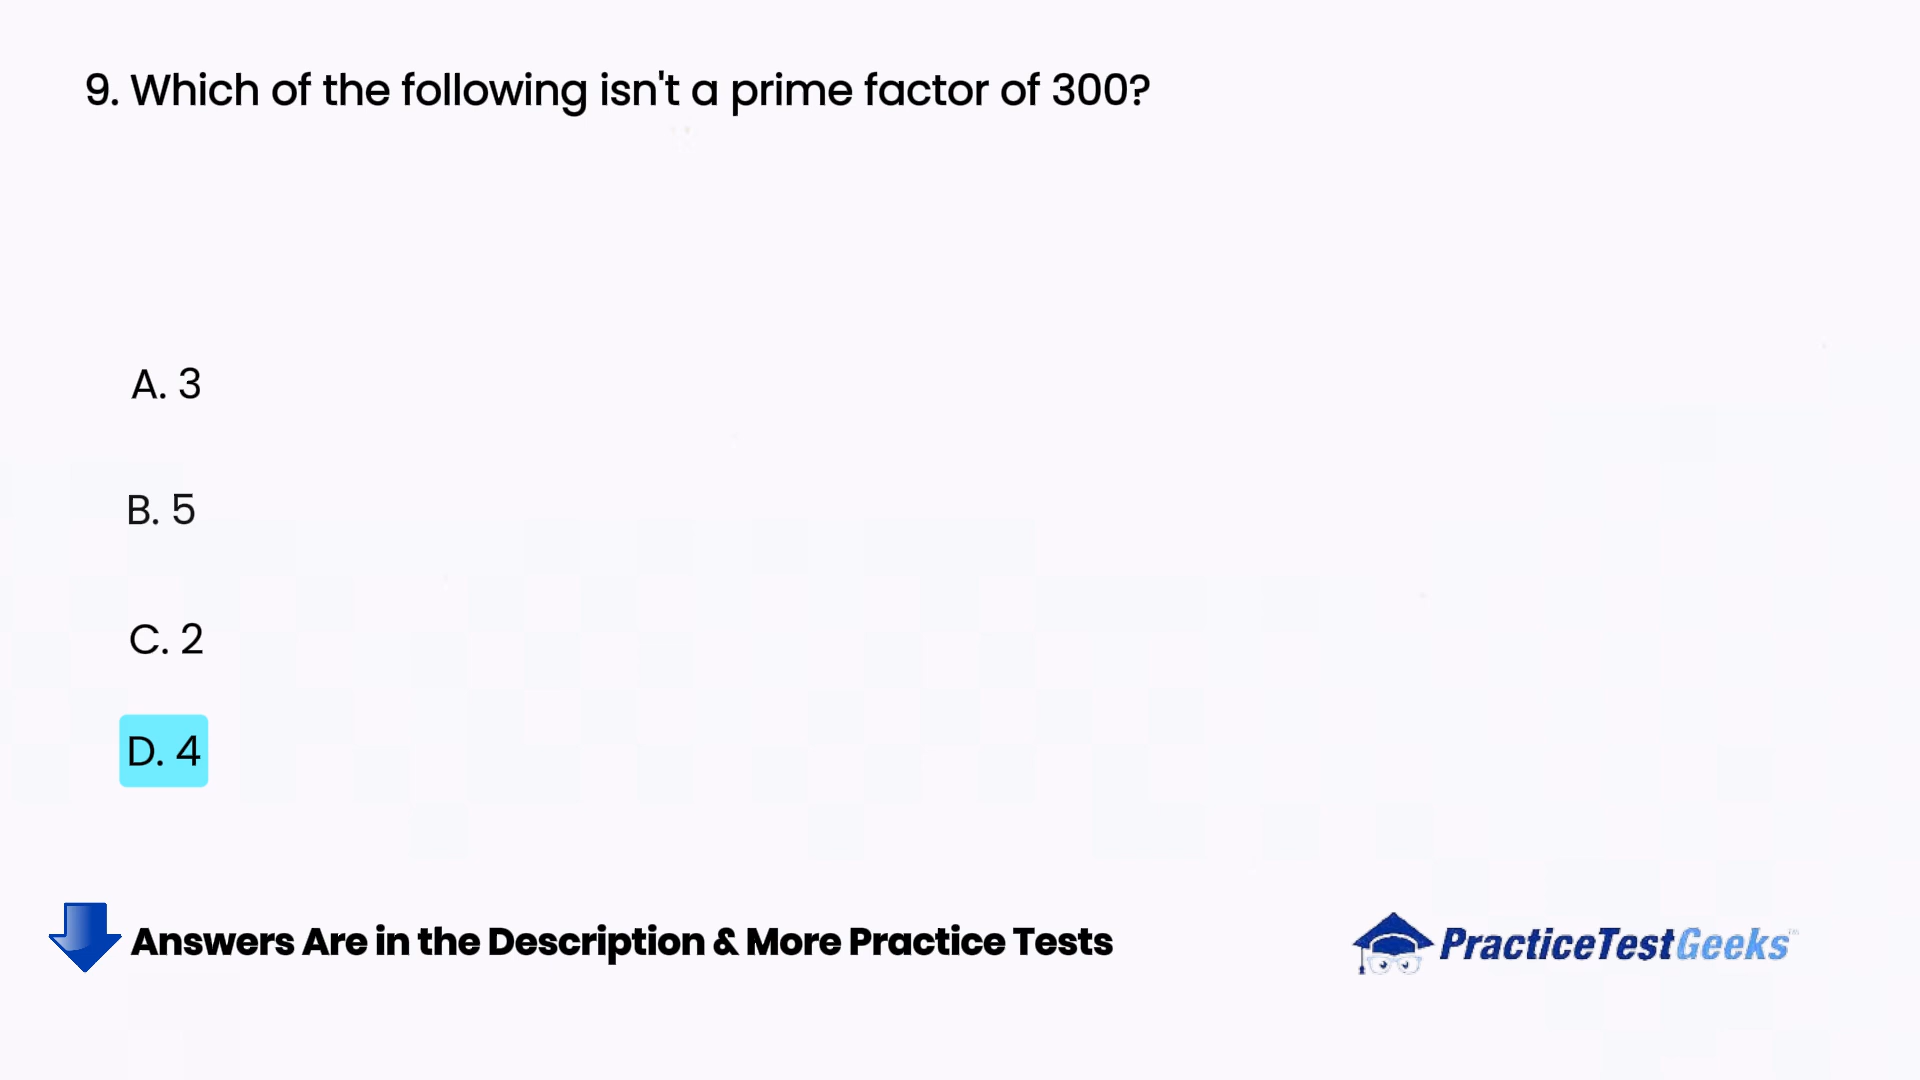 9. Which of the following isn't a prime factor of 300?
A. 3
B. 5
C. 2
D. 4
Answers Are in the Description & More Practice Tests
PracticeTestGeeks™